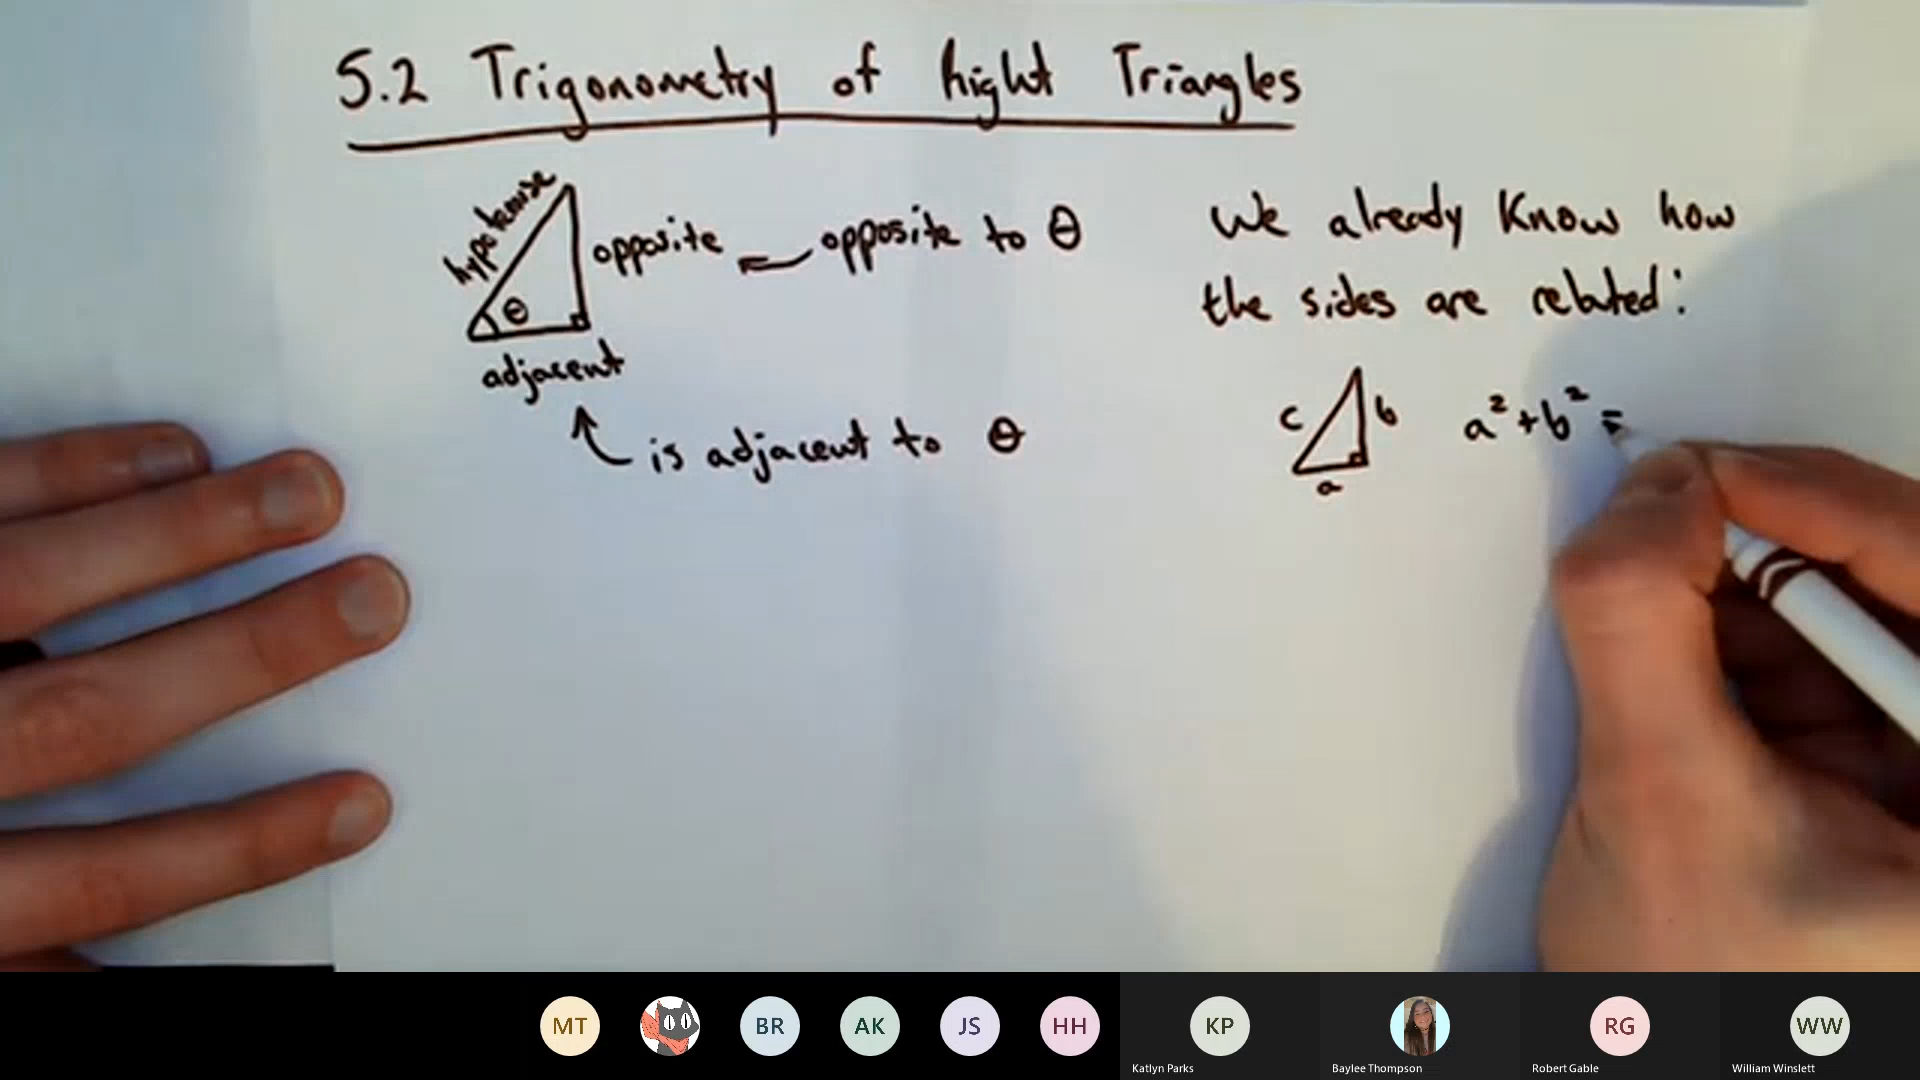 5.2 Trigonometry of Right Triangles
hypotenuse
opposite
opposite to θ
θ
adjacent
is adjacent to θ
We already know how
the sides are related:
c
b
a
a²+b²=
MT
BR
AK
JS
HH
KP
RG
WW
Katlyn Parks
Baylee Thompson
Robert Gable
William Winslett